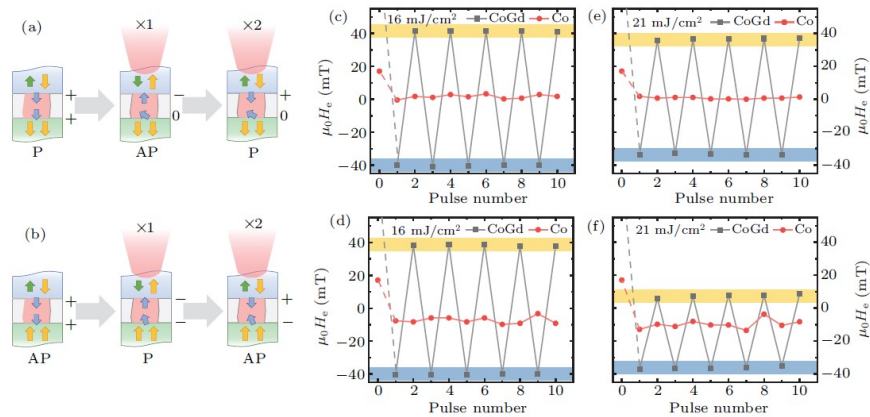 (a)
×1
×2
+
+
−
0
+
0
P
AP
P
(b)
×1
×2
+
+
−
−
+
−
AP
P
AP
(c)
16 mJ/cm² CoGd Co
40
20
0
−20
−40
μ₀Hₑ (mT)
0 2 4 6 8 10
Pulse number
(d)
16 mJ/cm² CoGd Co
40
20
0
−20
−40
μ₀Hₑ (mT)
0 2 4 6 8 10
Pulse number
(e)
21 mJ/cm² CoGd Co
40
20
0
−20
−40
μ₀Hₑ (mT)
0 2 4 6 8 10
Pulse number
(f)
21 mJ/cm² CoGd Co
40
20
0
−20
−40
μ₀Hₑ (mT)
0 2 4 6 8 10
Pulse number